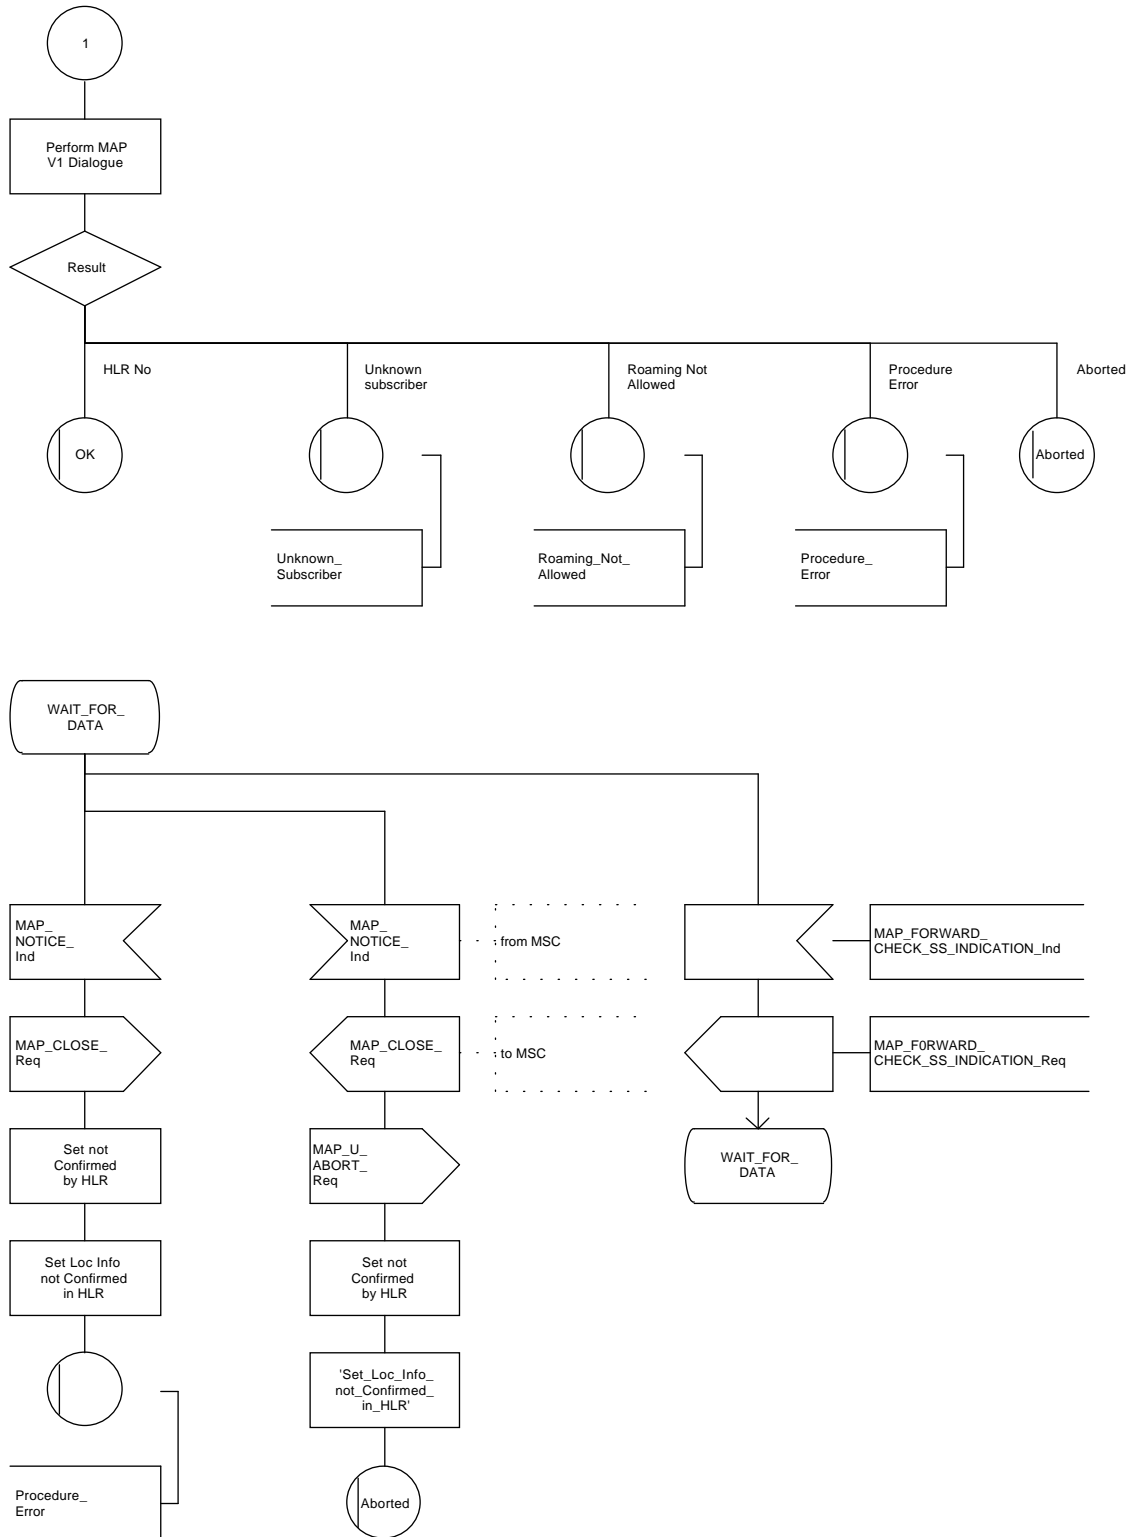 1
Perform MAP
V1 Dialogue
Result
HLR No
Unknown
subscriber
Roaming Not
Allowed
Procedure
Error
Aborted
OK
Aborted
Unknown_
Subscriber
Roaming_Not_
Allowed
Procedure_
Error
WAIT_FOR_
DATA
MAP_
NOTICE_
Ind
MAP_
NOTICE_
Ind
from MSC
MAP_FORWARD_
CHECK_SS_INDICATION_Ind
MAP_CLOSE_
Req
MAP_CLOSE_
Req
to MSC
MAP_F0RWARD_
CHECK_SS_INDICATION_Req
Set not
Confirmed
by HLR
MAP_U_
ABORT_
Req
WAIT_FOR_
DATA
Set Loc Info
not Confirmed
in HLR
Set not
Confirmed
by HLR
'Set_Loc_Info_
not_Confirmed_
in_HLR'
Procedure_
Error
Aborted